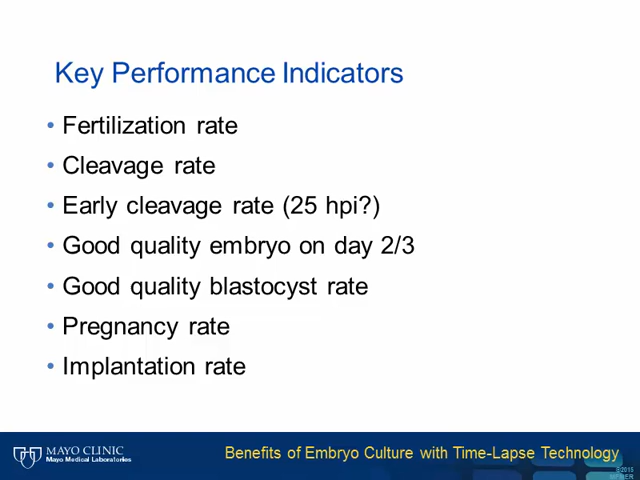 Key Performance Indicators
• Fertilization rate
• Cleavage rate
• Early cleavage rate (25 hpi?)
• Good quality embryo on day 2/3
• Good quality blastocyst rate
• Pregnancy rate
• Implantation rate
MAYO CLINIC
Mayo Medical Laboratories
Benefits of Embryo Culture with Time-Lapse Technology